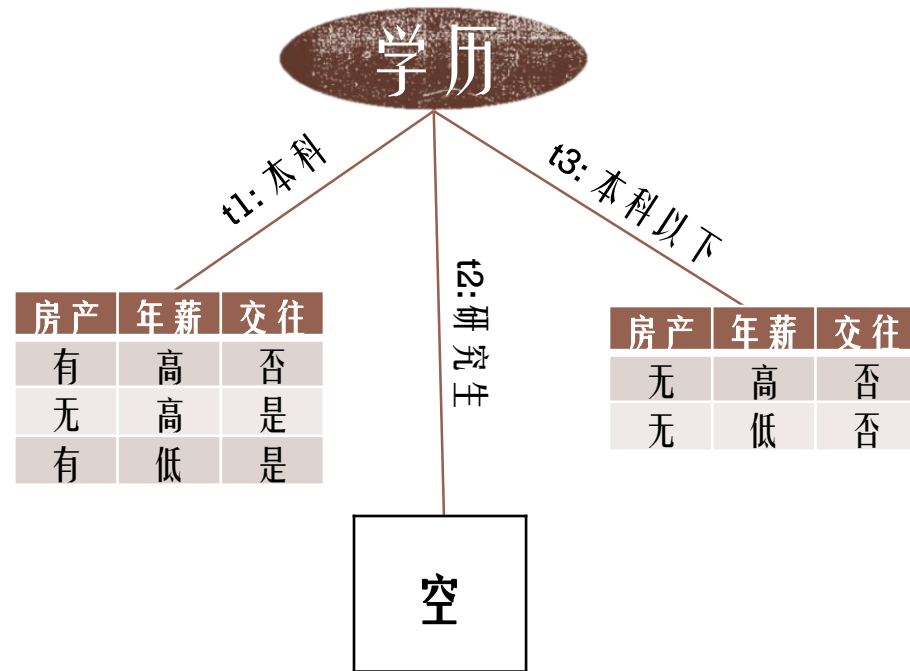 学历
t1: 本科
t2: 研究生
t3: 本科以下
房产 年薪 交往
有 高 否
无 高 是
有 低 是
房产 年薪 交往
无 高 否
无 低 否
空